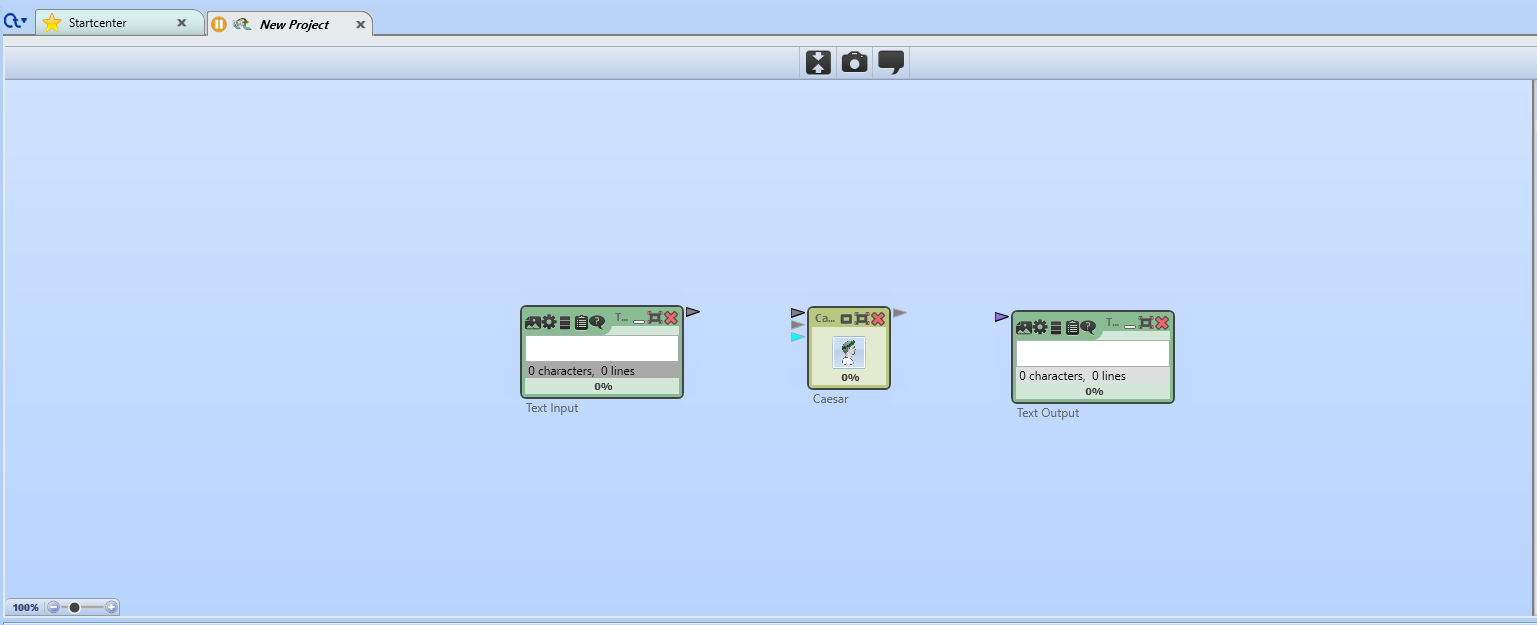 Startcenter
New Project
T...
0 characters, 0 lines
0%
Text Input
Ca...
0%
Caesar
T...
0 characters, 0 lines
0%
Text Output
100%